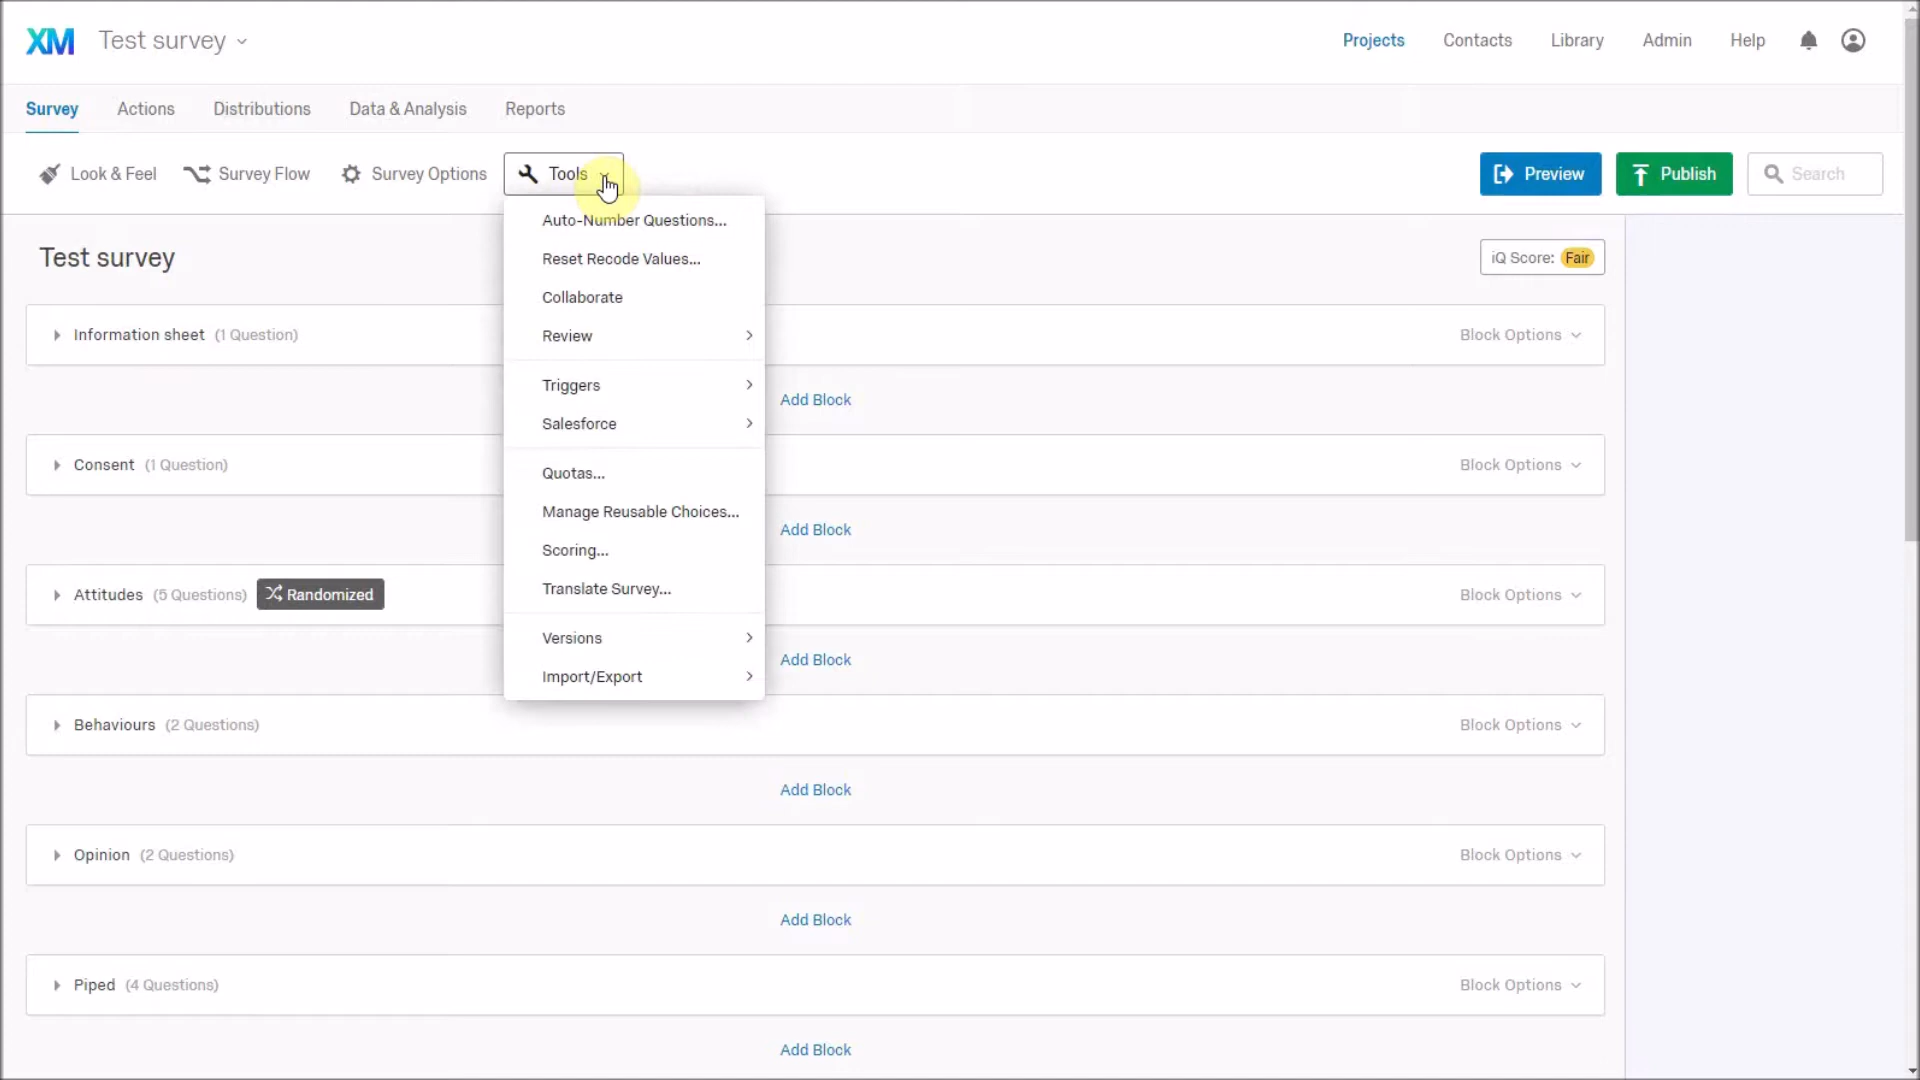 XM Test survey
Projects Contacts Library Admin Help
Survey Actions Distributions Data & Analysis Reports
Look & Feel Survey Flow Survey Options Tools Preview Publish Search
Auto-Number Questions...
Reset Recode Values...
Collaborate
Review
Triggers
Salesforce
Quotas...
Manage Reusable Choices...
Scoring...
Translate Survey...
Versions
Import/Export
Test survey iQ Score: Fair
Information sheet (1 Question) Block Options
Add Block
Consent (1 Question) Block Options
Add Block
Attitudes (5 Questions) Randomized Block Options
Add Block
Behaviours (2 Questions) Block Options
Add Block
Opinion (2 Questions) Block Options
Add Block
Piped (4 Questions) Block Options
Add Block